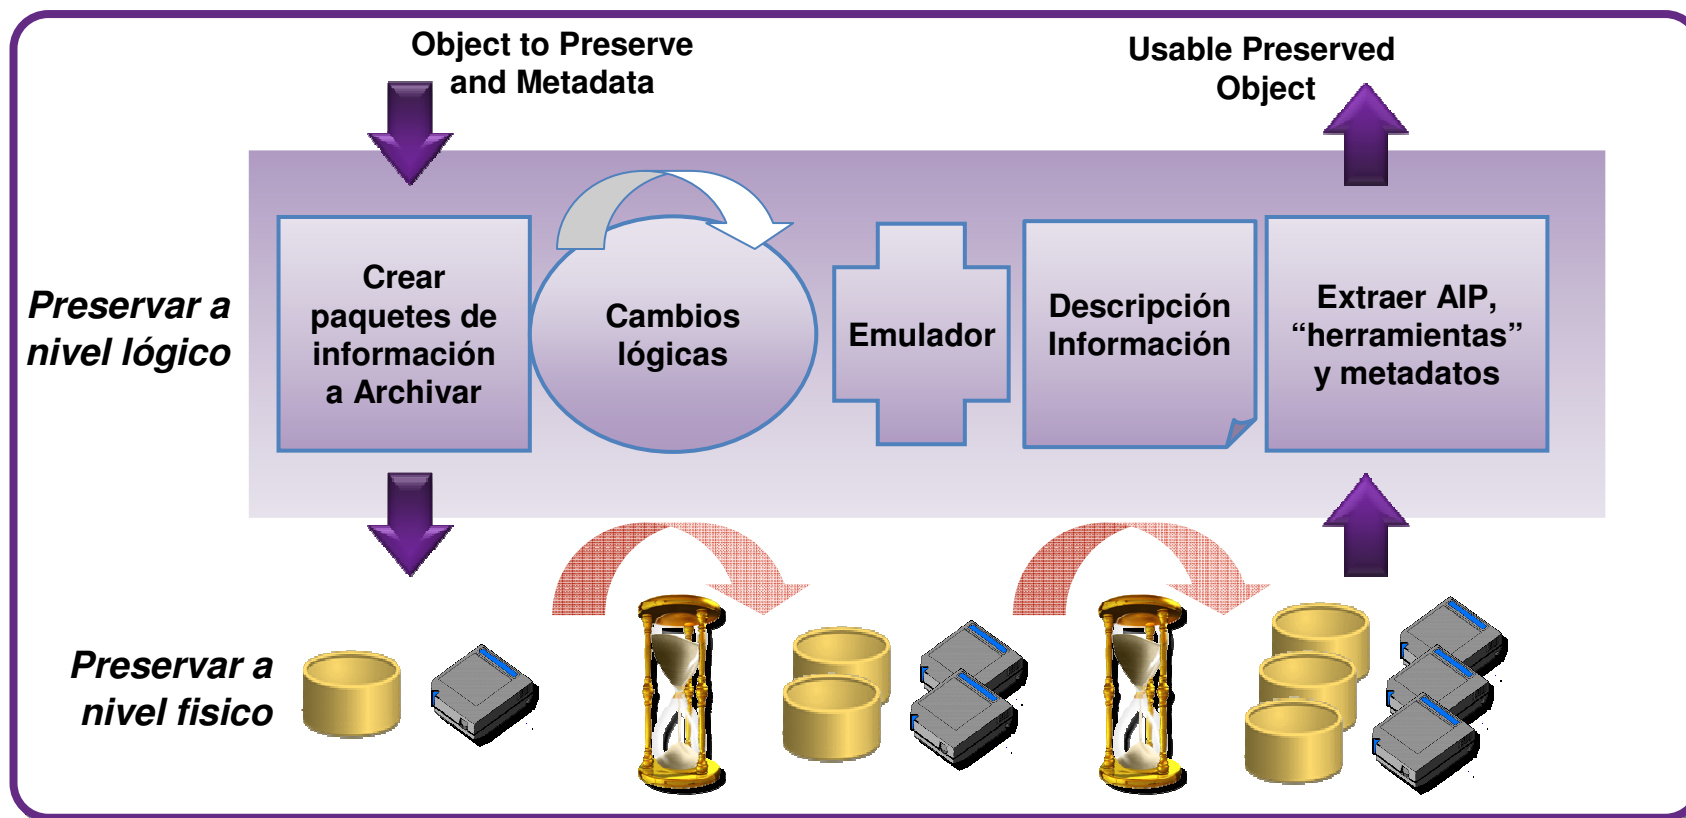 Object to Preserve
and Metadata
Usable Preserved
Object
Preservar a
nivel lógico
Crear
paquetes de
información
a Archivar
Cambios
lógicas
Emulador
Descripción
Información
Extraer AIP,
“herramientas”
y metadatos
Preservar a
nivel fisico